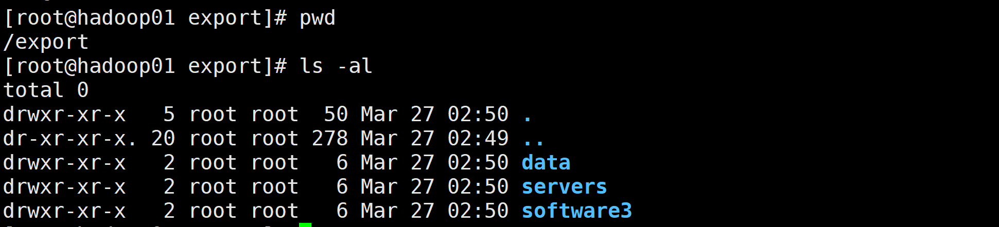 [root@hadoop01 export]# pwd
/export
[root@hadoop01 export]# ls -al
total 0
drwxr-xr-x   5 root root  50 Mar 27 02:50 .
dr-xr-xr-x. 20 root root 278 Mar 27 02:49 ..
drwxr-xr-x   2 root root   6 Mar 27 02:50 data
drwxr-xr-x   2 root root   6 Mar 27 02:50 servers
drwxr-xr-x   2 root root   6 Mar 27 02:50 software3